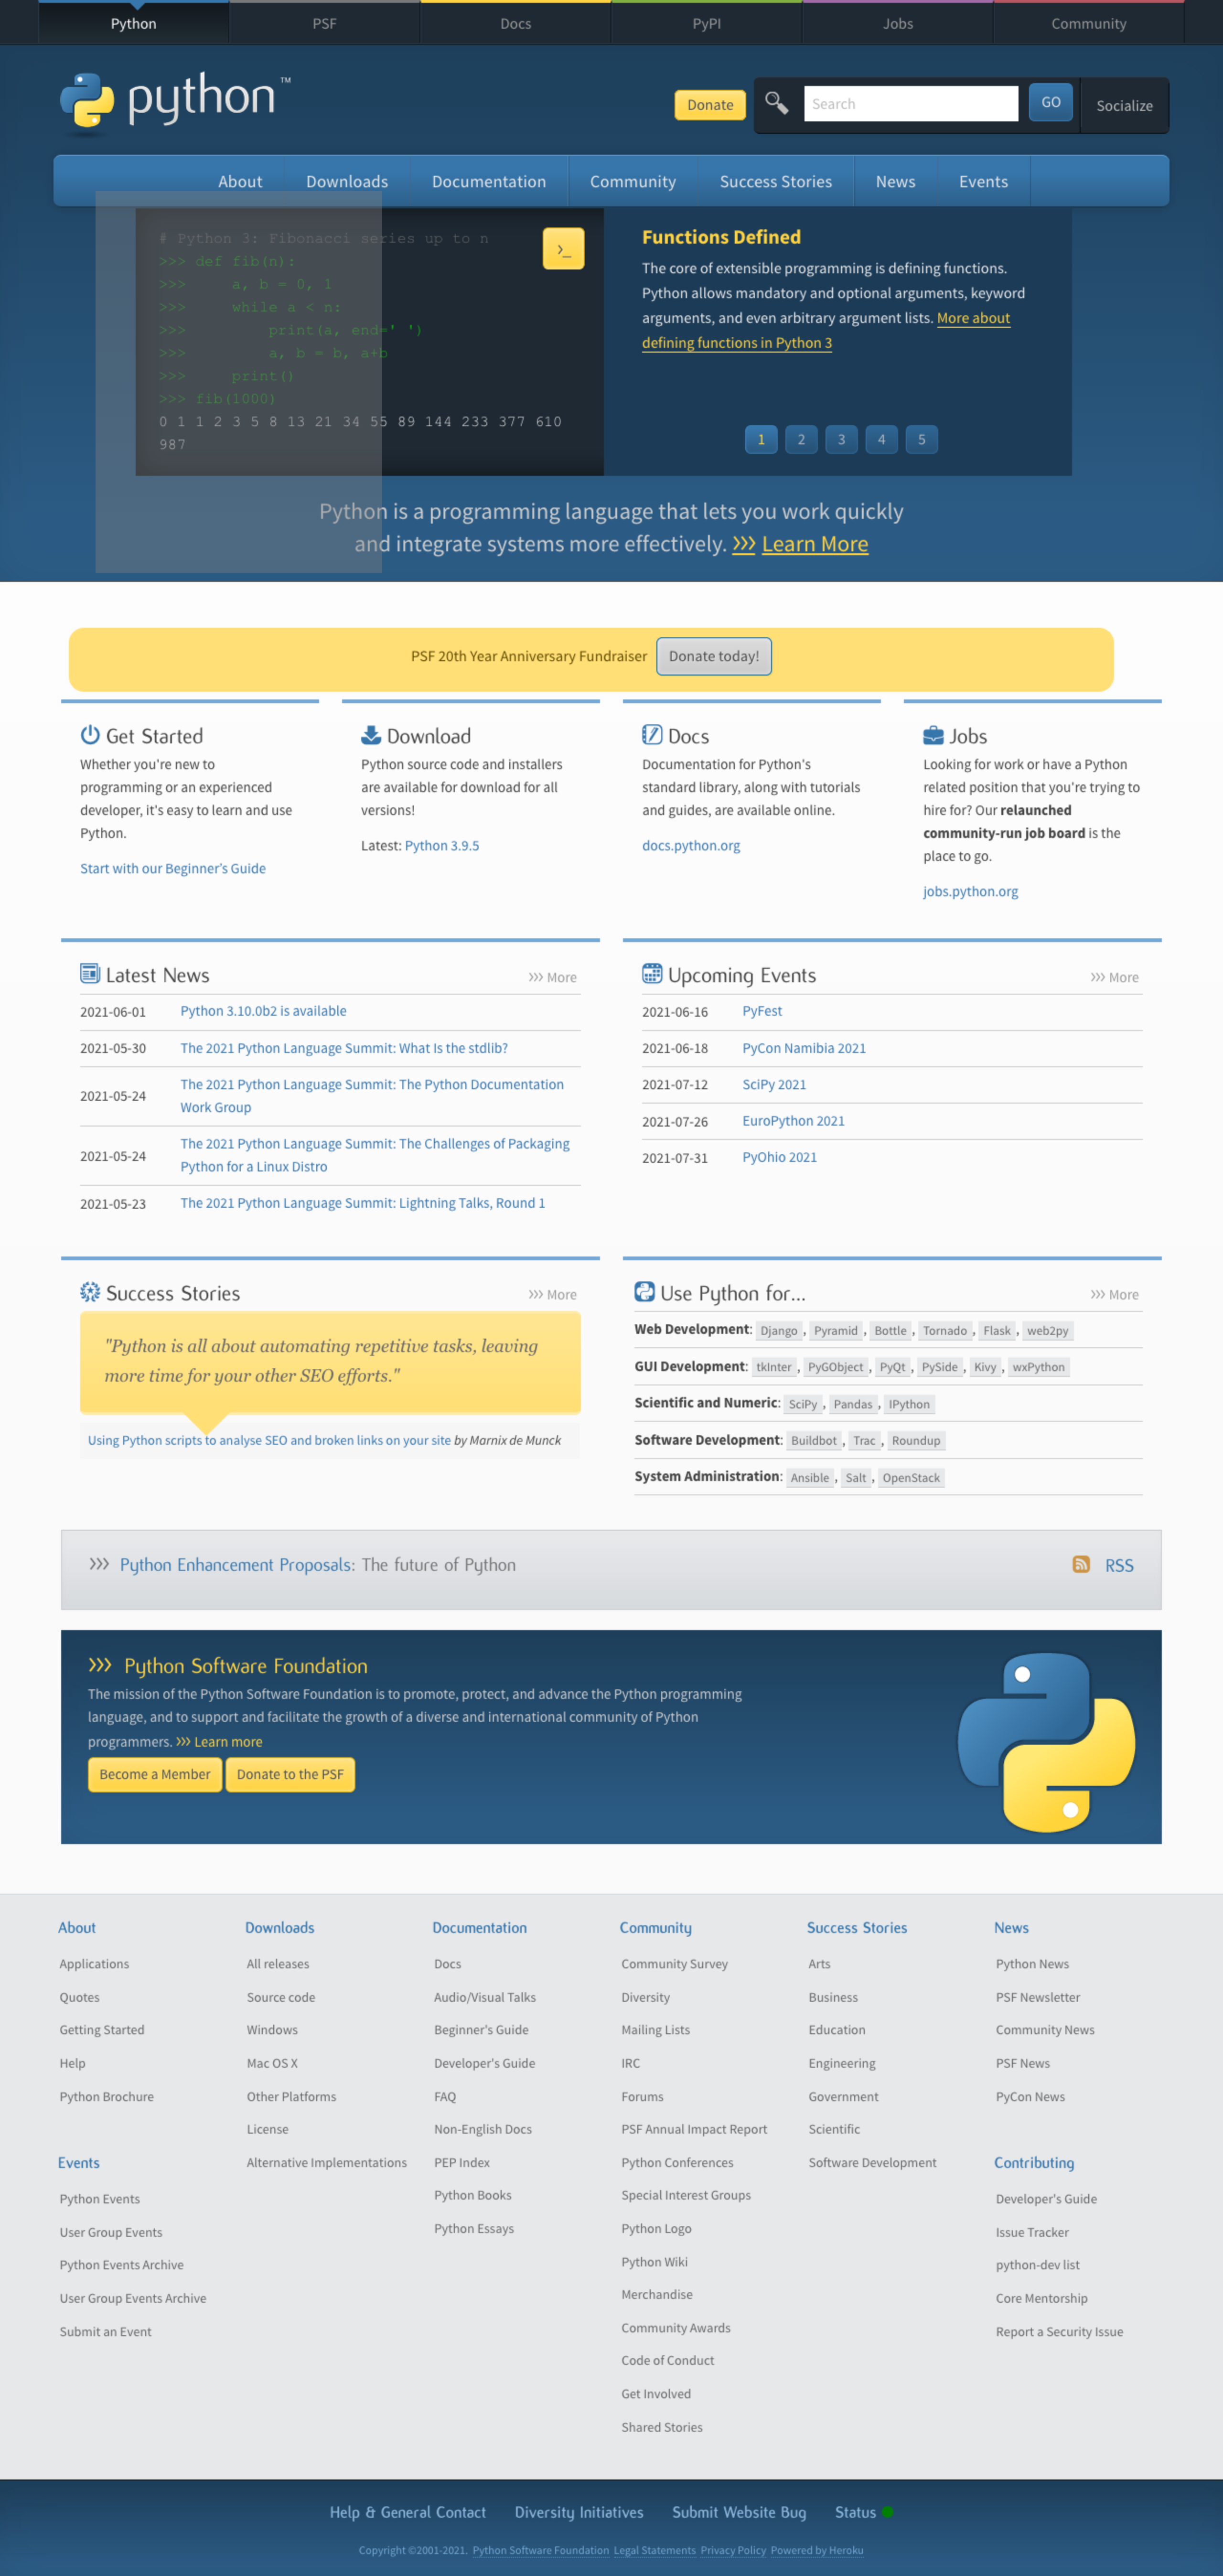 Python
PSF
Docs
PyPI
Jobs
Community
python™
Donate
Search
GO
Socialize
About
Downloads
Documentation
Community
Success Stories
News
Events
# Python 3: Fibonacci series up to n
>>> def fib(n):
>>>     a, b = 0, 1
>>>     while a < n:
>>>         print(a, end=' ')
>>>         a, b = b, a+b
>>>     print()
>>> fib(1000)
0 1 1 2 3 5 8 13 21 34 55 89 144 233 377 610
987
>_
Functions Defined
The core of extensible programming is defining functions.
Python allows mandatory and optional arguments, keyword
arguments, and even arbitrary argument lists. More about
defining functions in Python 3
1 2 3 4 5
Python is a programming language that lets you work quickly
and integrate systems more effectively. >>> Learn More
PSF 20th Year Anniversary Fundraiser Donate today!
Get Started
Whether you're new to
programming or an experienced
developer, it's easy to learn and use
Python.
Start with our Beginner's Guide
Download
Python source code and installers
are available for download for all
versions!
Latest: Python 3.9.5
Docs
Documentation for Python's
standard library, along with tutorials
and guides, are available online.
docs.python.org
Jobs
Looking for work or have a Python
related position that you're trying to
hire for? Our relaunched
community-run job board is the
place to go.
jobs.python.org
Latest News
>>> More
2021-06-01 Python 3.10.0b2 is available
2021-05-30 The 2021 Python Language Summit: What Is the stdlib?
2021-05-24 The 2021 Python Language Summit: The Python Documentation
Work Group
2021-05-24 The 2021 Python Language Summit: The Challenges of Packaging
Python for a Linux Distro
2021-05-23 The 2021 Python Language Summit: Lightning Talks, Round 1
Upcoming Events
>>> More
2021-06-16 PyFest
2021-06-18 PyCon Namibia 2021
2021-07-12 SciPy 2021
2021-07-26 EuroPython 2021
2021-07-31 PyOhio 2021
Success Stories
>>> More
"Python is all about automating repetitive tasks, leaving
more time for your other SEO efforts."
Using Python scripts to analyse SEO and broken links on your site by Marnix de Munck
Use Python for...
>>> More
Web Development: Django , Pyramid , Bottle , Tornado , Flask , web2py
GUI Development: tkInter , PyGObject , PyQt , PySide , Kivy , wxPython
Scientific and Numeric: SciPy , Pandas , IPython
Software Development: Buildbot , Trac , Roundup
System Administration: Ansible , Salt , OpenStack
>>> Python Enhancement Proposals: The future of Python
RSS
>>> Python Software Foundation
The mission of the Python Software Foundation is to promote, protect, and advance the Python programming
language, and to support and facilitate the growth of a diverse and international community of Python
programmers. >>> Learn more
Become a Member
Donate to the PSF
About
Applications
Quotes
Getting Started
Help
Python Brochure
Downloads
All releases
Source code
Windows
Mac OS X
Other Platforms
License
Alternative Implementations
Documentation
Docs
Audio/Visual Talks
Beginner's Guide
Developer's Guide
FAQ
Non-English Docs
PEP Index
Python Books
Python Essays
Community
Community Survey
Diversity
Mailing Lists
IRC
Forums
PSF Annual Impact Report
Python Conferences
Special Interest Groups
Python Logo
Python Wiki
Merchandise
Community Awards
Code of Conduct
Get Involved
Shared Stories
Success Stories
Arts
Business
Education
Engineering
Government
Scientific
Software Development
News
Python News
PSF Newsletter
Community News
PSF News
PyCon News
Events
Python Events
User Group Events
Python Events Archive
User Group Events Archive
Submit an Event
Contributing
Developer's Guide
Issue Tracker
python-dev list
Core Mentorship
Report a Security Issue
Help & General Contact
Diversity Initiatives
Submit Website Bug
Status
Copyright ©2001-2021. Python Software Foundation Legal Statements Privacy Policy Powered by Heroku